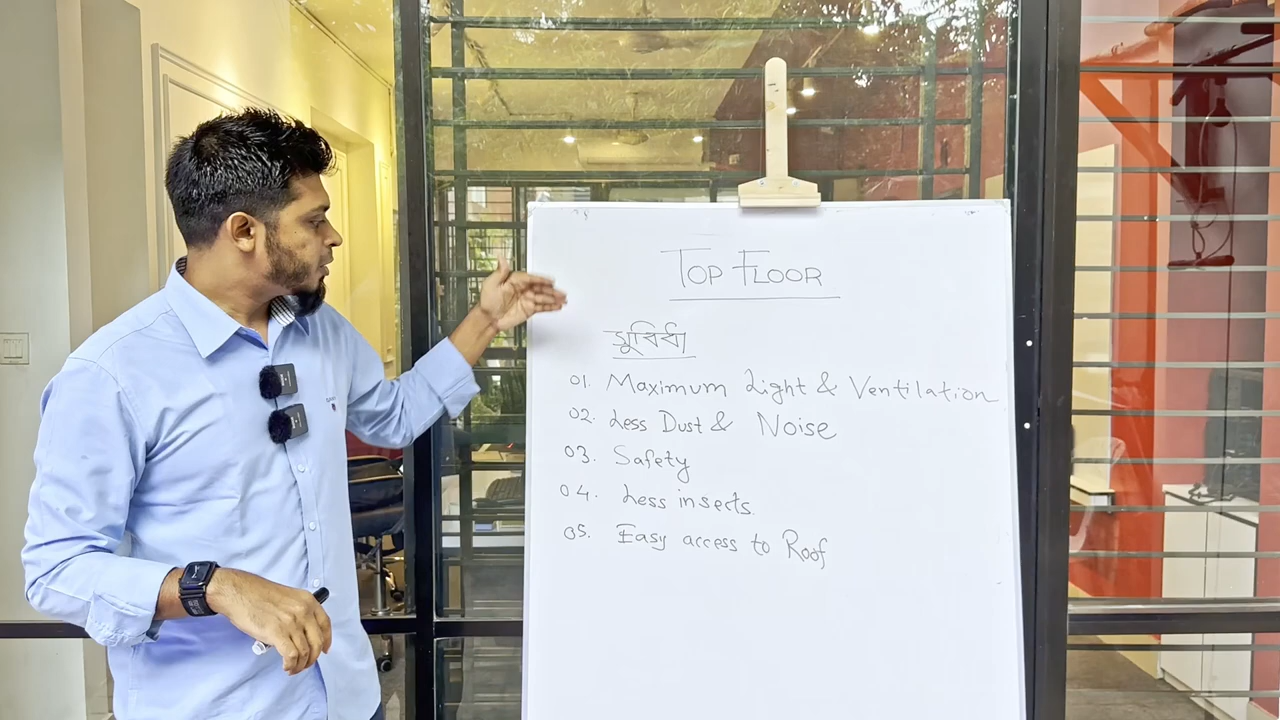 TOP FLOOR
সুবিধা
01. Maximum Light & Ventilation
02. Less Dust & Noise
03. Safety
04. Less insects.
05. Easy access to Roof